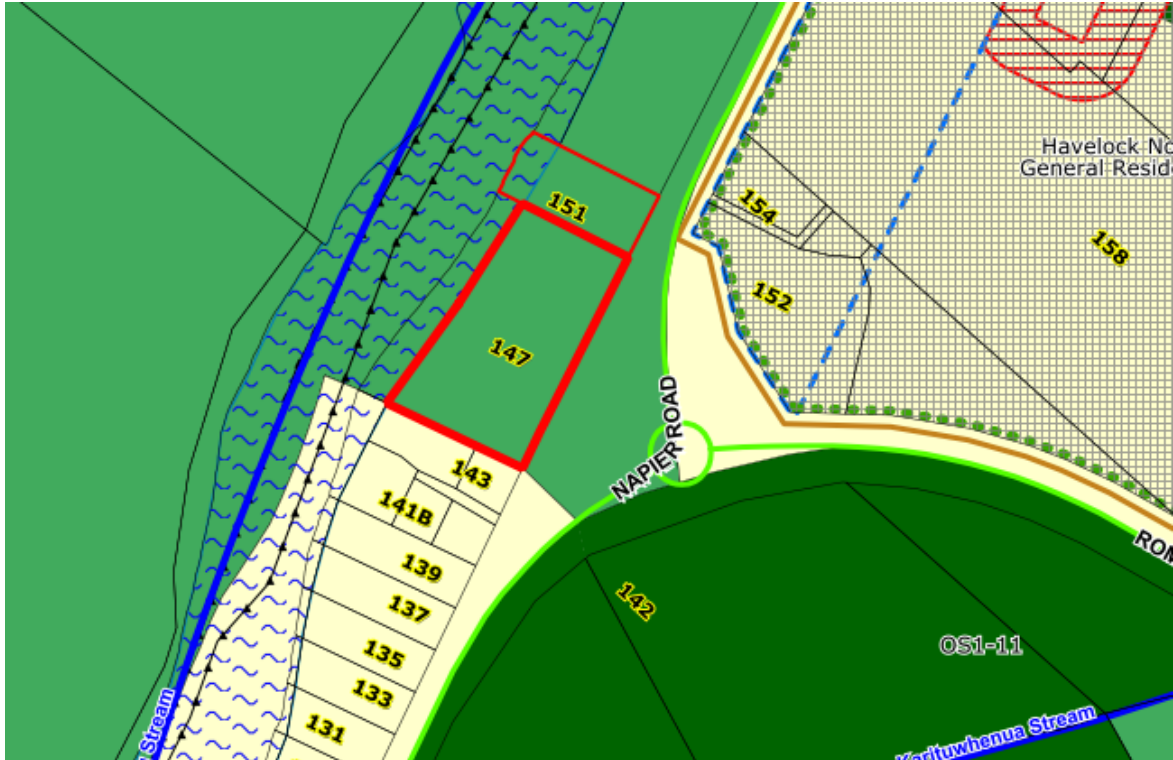 Havelock No
General Reside
151
154
158
152
147
NAPIER ROAD
143
141B
139
137
135
133
131
142
ROM
OS1-11
Stream
Karituwhenua Stream